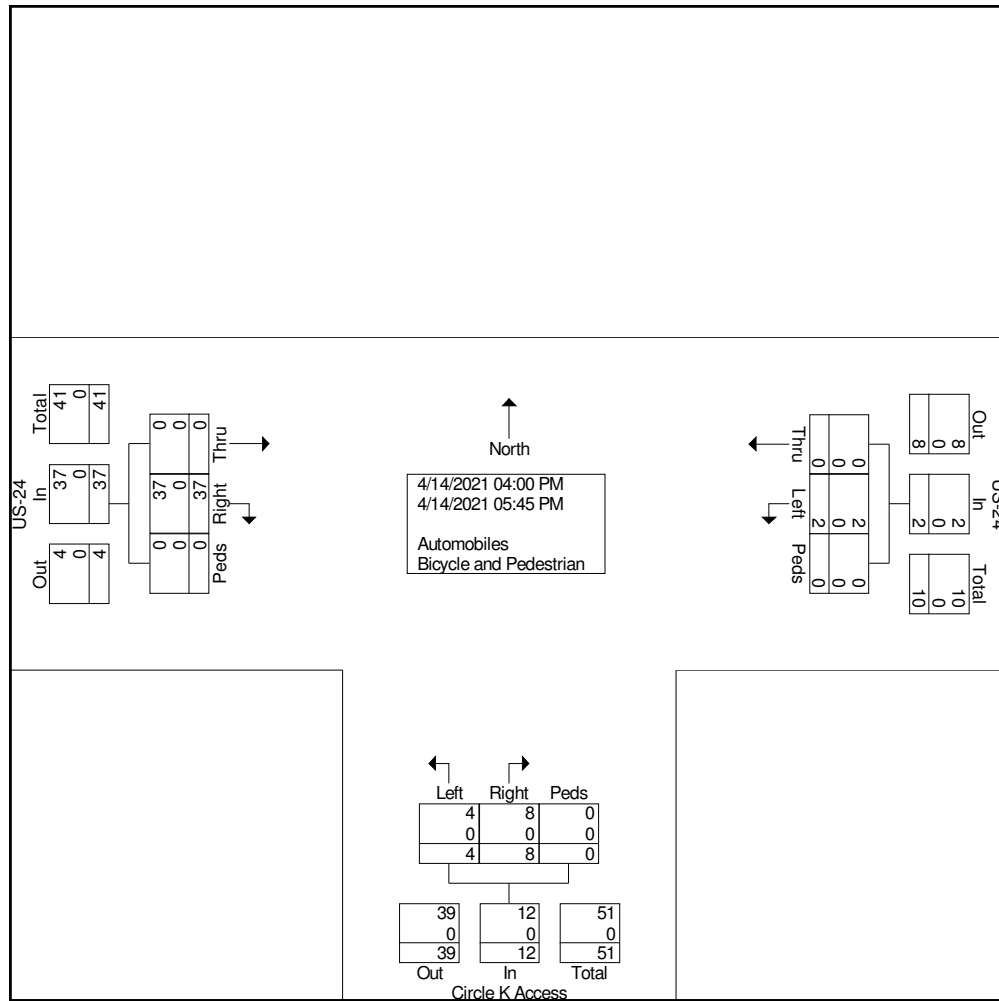 North
4/14/2021 04:00 PM
4/14/2021 05:45 PM
Automobiles
Bicycle and Pedestrian
US-24
Out In Total
4 37 41
0 0 0
4 37 41
Peds Right Thru
0 37 0
0 0 0
0 37 0
US-24
Out In Total
8 2 10
0 0 0
8 2 10
Thru Left Peds
0 2 0
0 0 0
0 2 0
Left Right Peds
4 8 0
0 0 0
4 8 0
39 12 51
0 0 0
39 12 51
Out In Total
Circle K Access